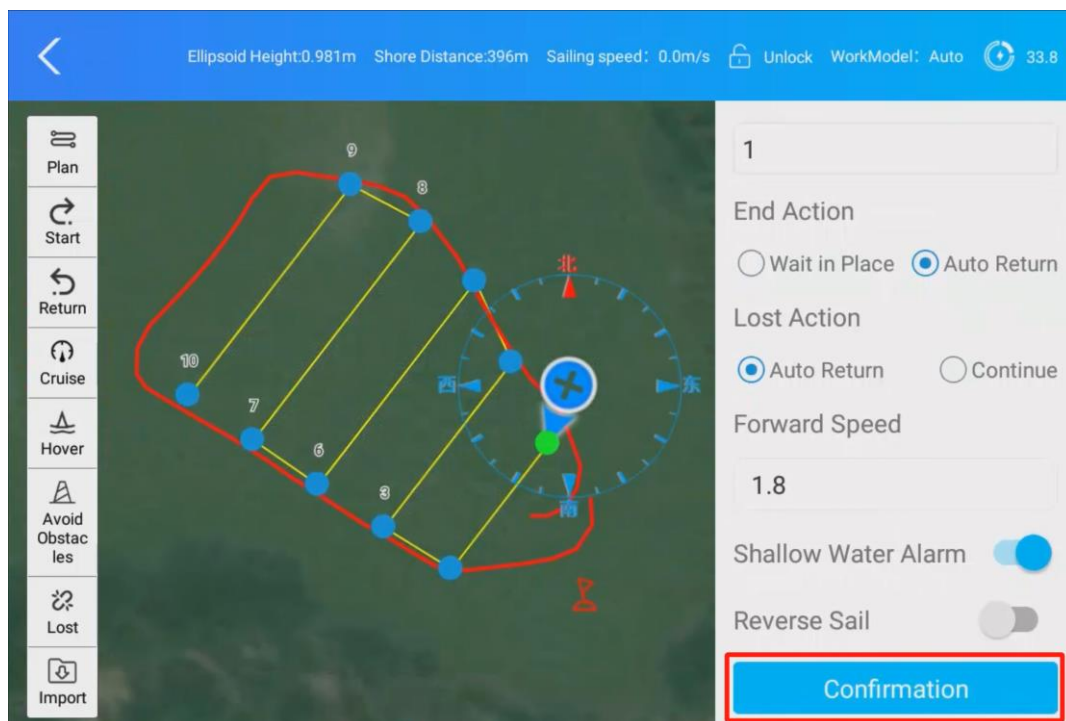 Ellipsoid Height:0.981m Shore Distance:396m Sailing speed: 0.0m/s Unlock WorkModel: Auto 33.8
Plan
Start
Return
Cruise
Hover
Avoid
Obstac
les
Lost
Import
9
8
10
7
6
3
北
西
东
南
1
End Action
Wait in Place Auto Return
Lost Action
Auto Return Continue
Forward Speed
1.8
Shallow Water Alarm
Reverse Sail
Confirmation